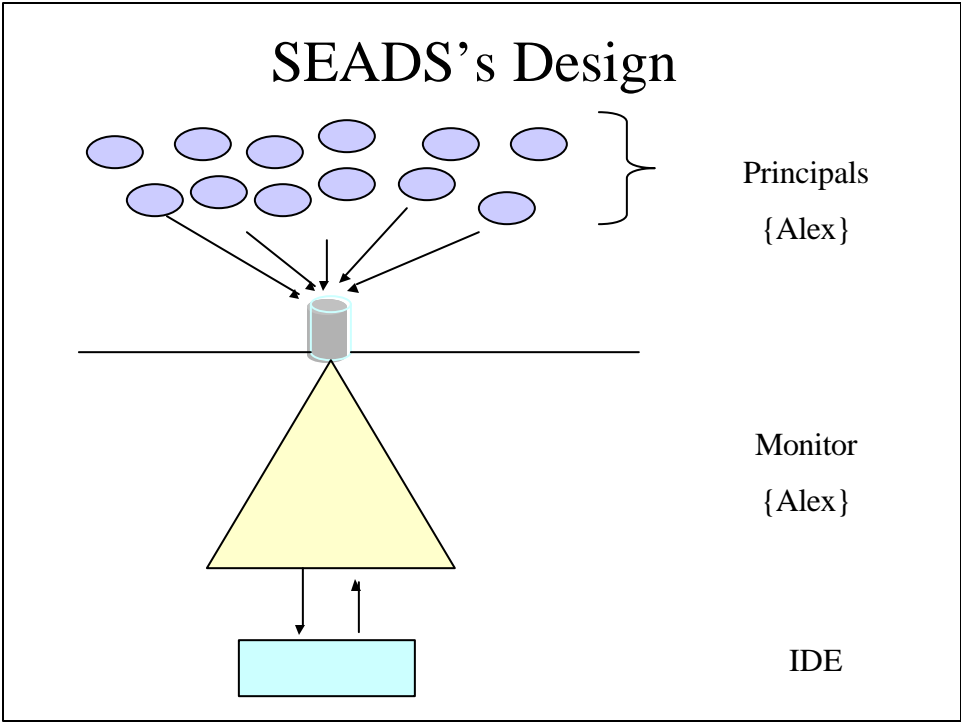 SEADS's Design
Principals
{Alex}
Monitor
{Alex}
IDE